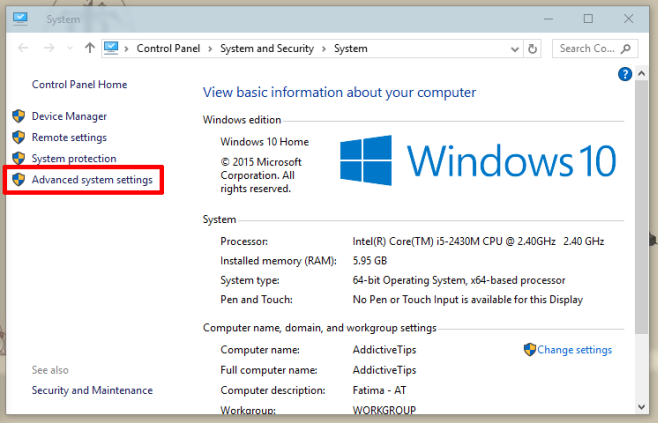 System
Control Panel > System and Security > System
Search Co...
Control Panel Home
Device Manager
Remote settings
System protection
Advanced system settings
See also
Security and Maintenance
?
View basic information about your computer
Windows edition
Windows 10 Home
© 2015 Microsoft
Corporation. All
rights reserved.
Windows 10
System
Processor: Intel(R) Core(TM) i5-2430M CPU @ 2.40GHz 2.40 GHz
Installed memory (RAM): 5.95 GB
System type: 64-bit Operating System, x64-based processor
Pen and Touch: No Pen or Touch Input is available for this Display
Computer name, domain, and workgroup settings
Computer name: AddictiveTips
Change settings
Full computer name: AddictiveTips
Computer description: Fatima - AT
Workgroup: WORKGROUP